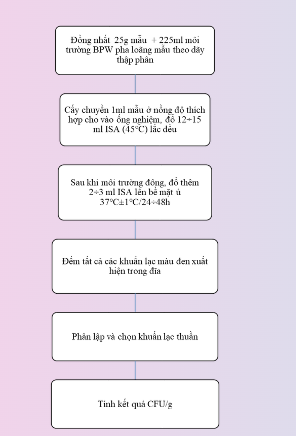 Đồng nhất 25g mẫu + 225ml môi
trường BPW pha loãng mẫu theo dãy
thập phân
Cấy chuyển 1ml mẫu ở nồng độ thích
hợp cho vào ống nghiệm, đổ 12÷15
ml ISA (45°C) lắc đều
Sau khi môi trường đông, đổ thêm
2÷3 ml ISA lên bề mặt ủ
37°C±1°C/24÷48h
Đếm tất cả các khuẩn lạc màu đen xuất
hiện trong đĩa
Phân lập và chọn khuẩn lạc thuần
Tính kết quả CFU/g